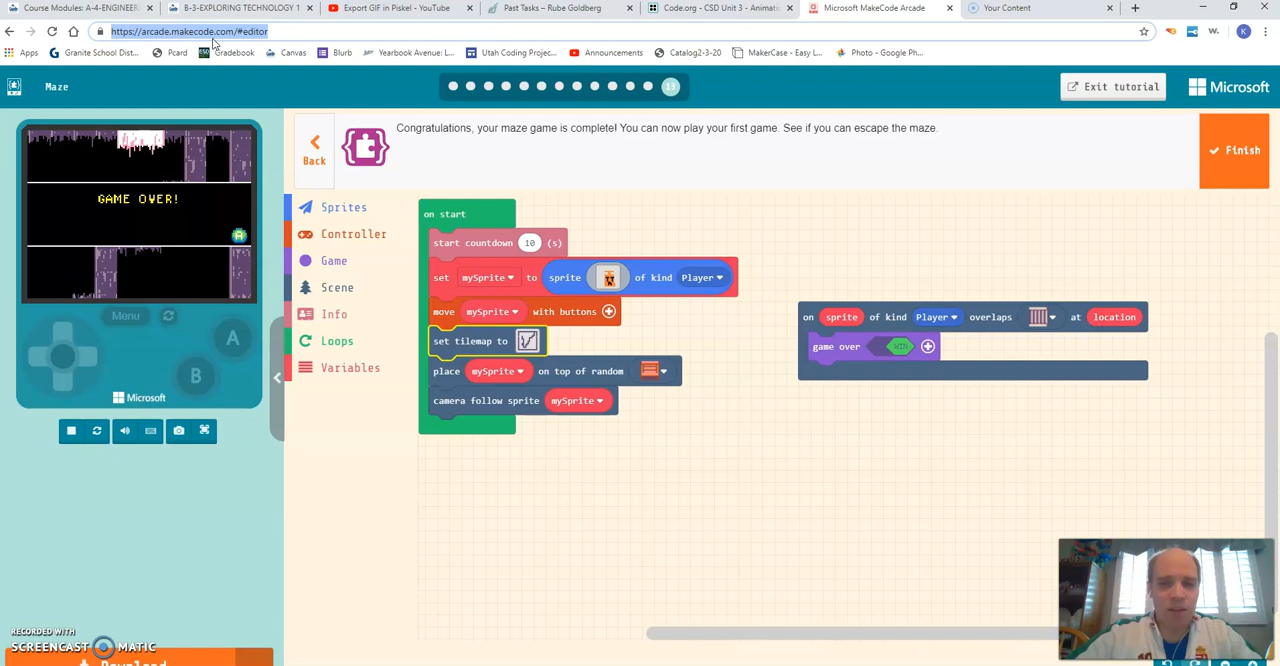 Course Modules: A-4-ENGINEER
B-3-EXPLORING TECHNOLOGY 1
Export GIF in Piskel - YouTube
Past Tasks – Rube Goldberg
Code.org - CSD Unit 3 - Animatio
Microsoft MakeCode Arcade
Your Content
https://arcade.makecode.com/#editor
W.
K
Apps
Granite School Dist...
Pcard
Gradebook
Canvas
Blurb
Yearbook Avenue: L...
Utah Coding Projec...
Announcements
Catalog2-3-20
MakerCase - Easy L...
Photo - Google Ph...
Maze
13
Exit tutorial
Microsoft
Back
Congratulations, your maze game is complete! You can now play your first game. See if you can escape the maze.
Finish
GAME OVER!
A
Menu
A
B
Microsoft
Sprites
Controller
Game
Scene
Info
Loops
Variables
on start
start countdown 10 (s)
set mySprite to sprite of kind Player
move mySprite with buttons
set tilemap to
place mySprite on top of random
camera follow sprite mySprite
on sprite of kind Player overlaps at location
game over WIN
RECORDED WITH
SCREENCAST MATIC
Download